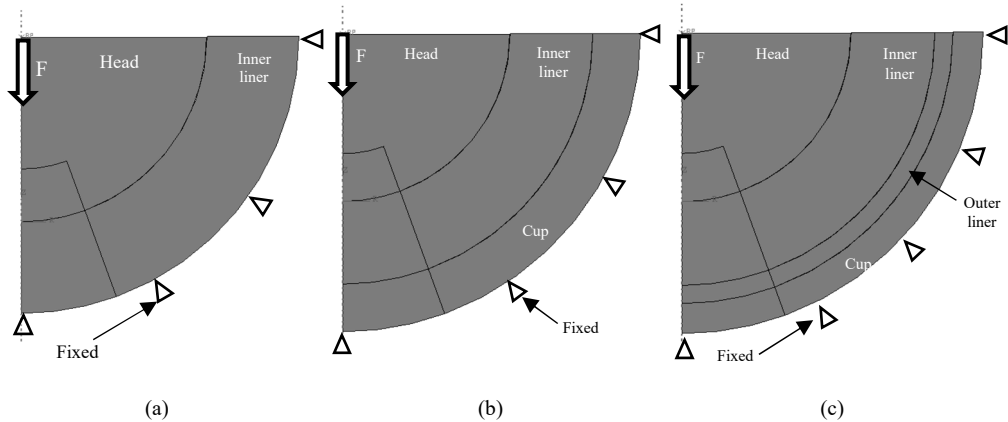 F
Head
Inner
liner
Fixed
(a)
F
Head
Inner
liner
Cup
Fixed
(b)
F
Head
Inner
liner
Outer
liner
Cup
Fixed
(c)